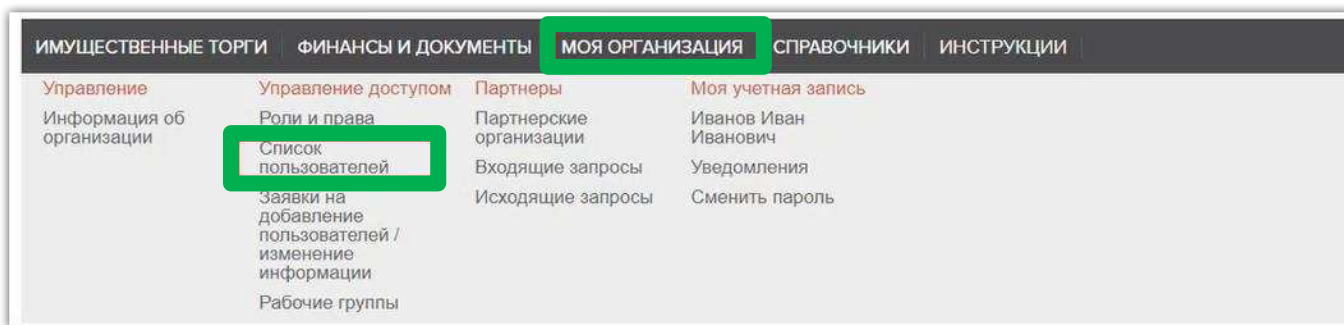 ИМУЩЕСТВЕННЫЕ ТОРГИ ФИНАНСЫ И ДОКУМЕНТЫ МОЯ ОРГАНИЗАЦИЯ СПРАВОЧНИКИ ИНСТРУКЦИИ
Управление
Информация об
организации
Управление доступом
Роли и права
Список
пользователей
Заявки на
добавление
пользователей /
изменение
информации
Рабочие группы
Партнеры
Партнерские
организации
Входящие запросы
Исходящие запросы
Моя учетная запись
Иванов Иван
Иванович
Уведомления
Сменить пароль